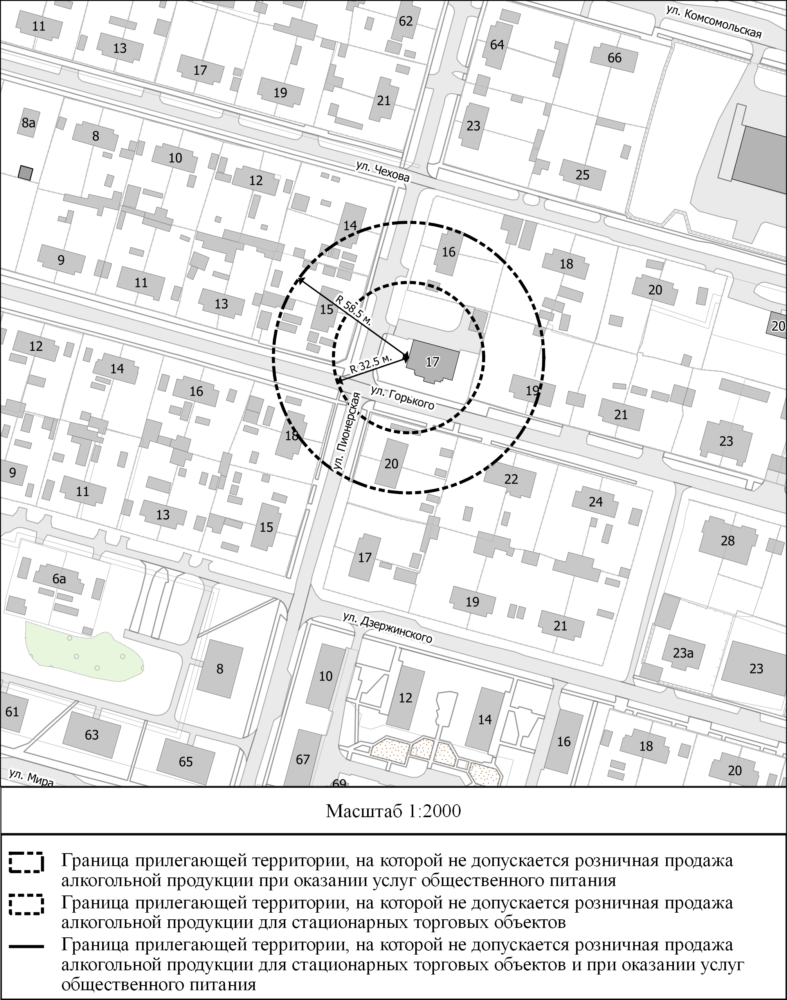 ул. Комсомольская
11
13
17
19
62
21
64
66
23
25
8а
8
10
12
ул. Чехова
14
16
18
20
20
9
11
13
15
R 58.5 м.
R 32.5 м.
17
12
14
16
18
ул. Горького
ул. Пионерская
19
21
23
20
22
24
9
11
13
15
17
19
21
28
6а
ул. Дзержинского
23а
23
8
10
12
14
16
18
20
61
63
65
67
69
ул. Мира
Масштаб 1:2000
Граница прилегающей территории, на которой не допускается розничная продажа
алкогольной продукции при оказании услуг общественного питания
Граница прилегающей территории, на которой не допускается розничная продажа
алкогольной продукции для стационарных торговых объектов
Граница прилегающей территории, на которой не допускается розничная продажа
алкогольной продукции для стационарных торговых объектов и при оказании услуг
общественного питания